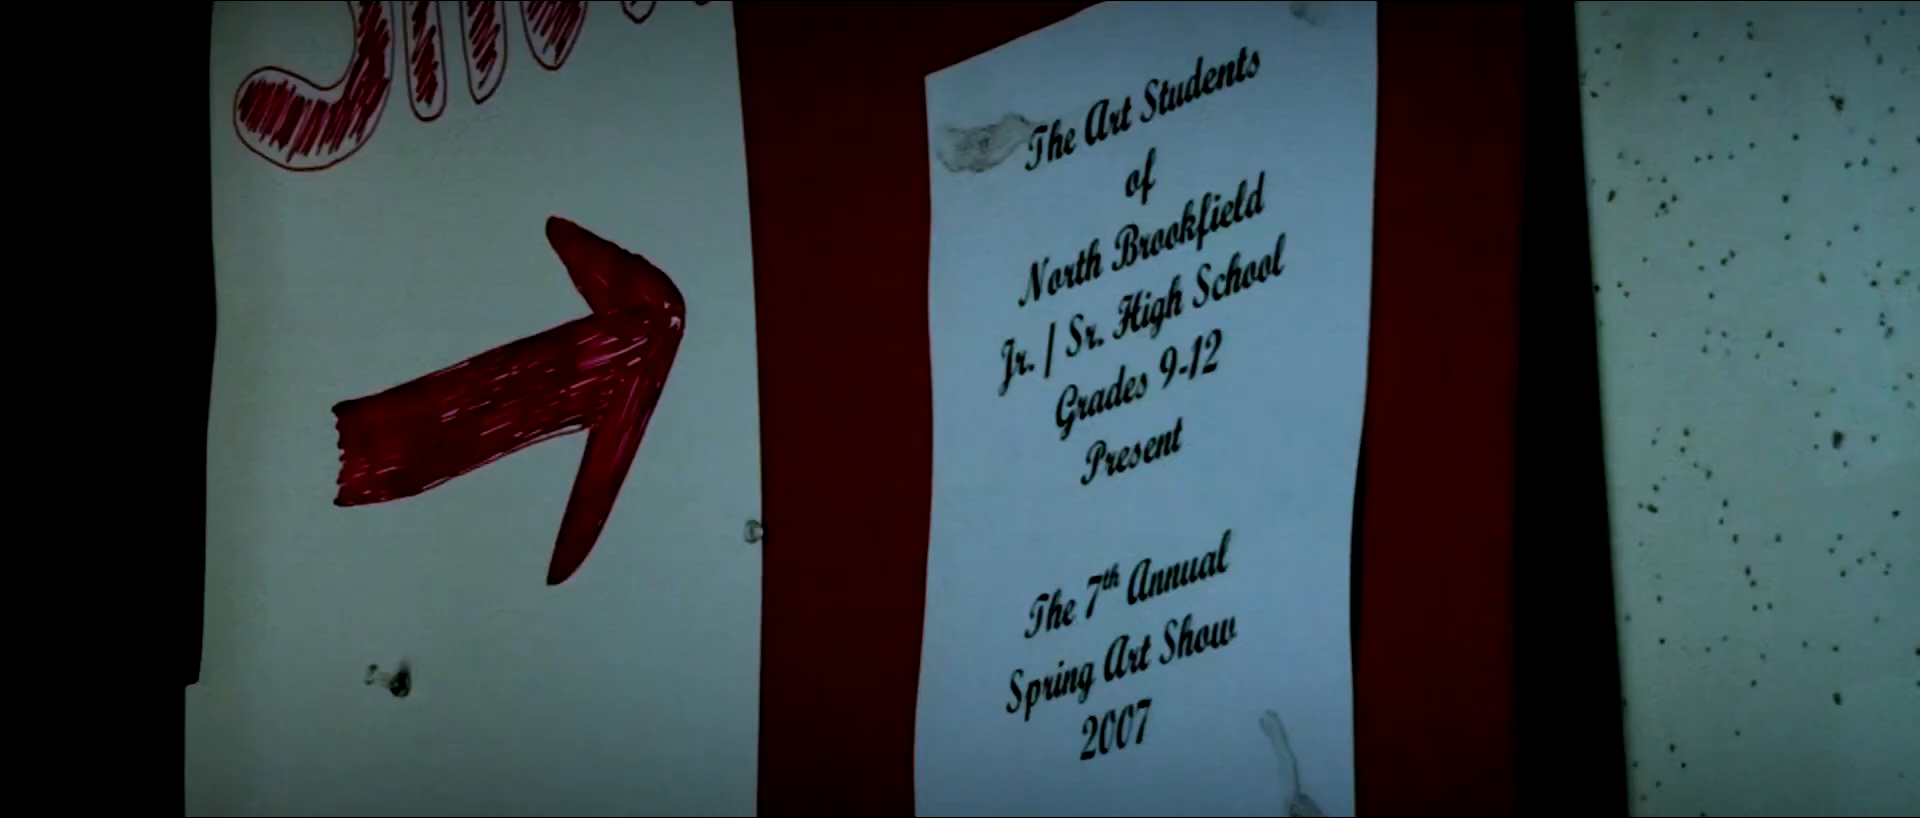 The Art Students
of
North Brookfield
Jr. / Sr. High School
Grades 9-12
Present
The 7th Annual
Spring Art Show
2007